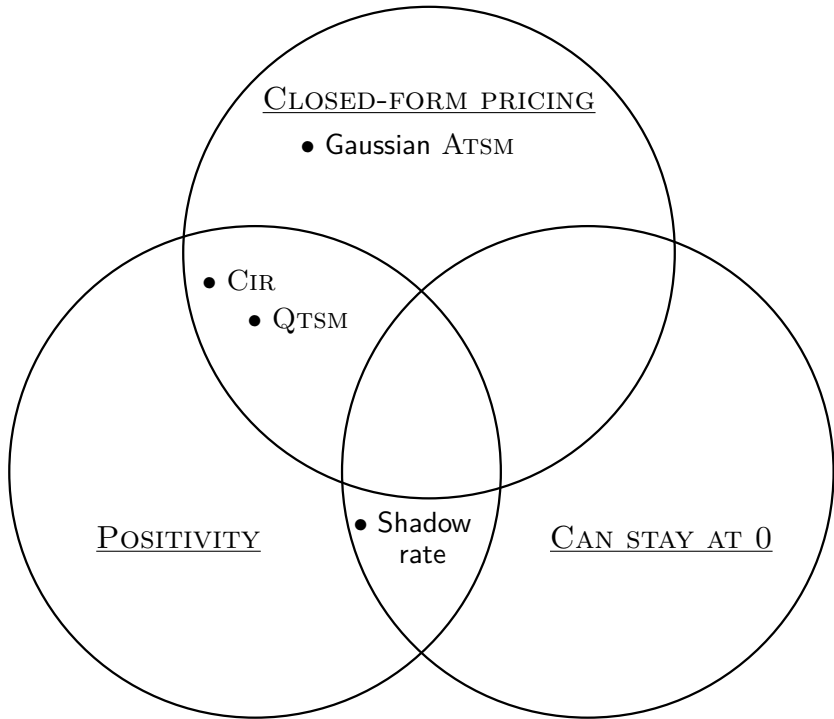 CLOSED-FORM PRICING
• Gaussian ATSM
• CIR
• QTSM
• Shadow
rate
POSITIVITY
CAN STAY AT 0